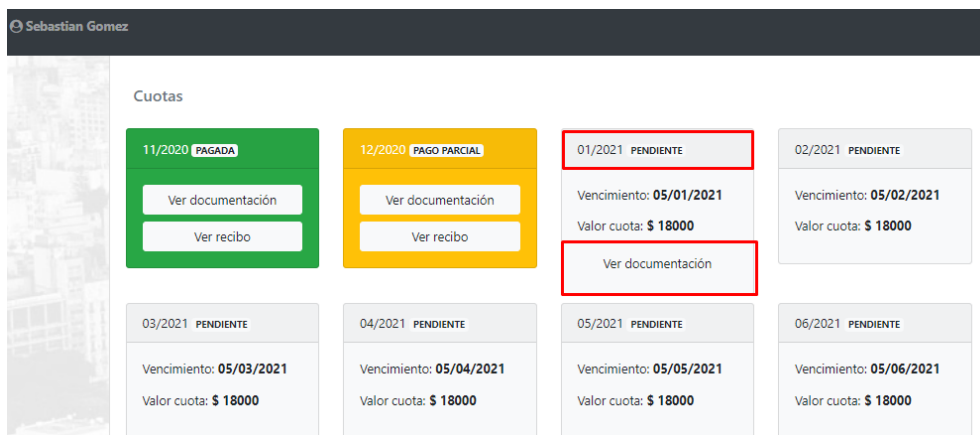 Sebastian Gomez
Cuotas
11/2020 PAGADA
Ver documentación
Ver recibo
12/2020 PAGO PARCIAL
Ver documentación
Ver recibo
01/2021 PENDIENTE
Vencimiento: 05/01/2021
Valor cuota: $ 18000
Ver documentación
02/2021 PENDIENTE
Vencimiento: 05/02/2021
Valor cuota: $ 18000
03/2021 PENDIENTE
Vencimiento: 05/03/2021
Valor cuota: $ 18000
04/2021 PENDIENTE
Vencimiento: 05/04/2021
Valor cuota: $ 18000
05/2021 PENDIENTE
Vencimiento: 05/05/2021
Valor cuota: $ 18000
06/2021 PENDIENTE
Vencimiento: 05/06/2021
Valor cuota: $ 18000